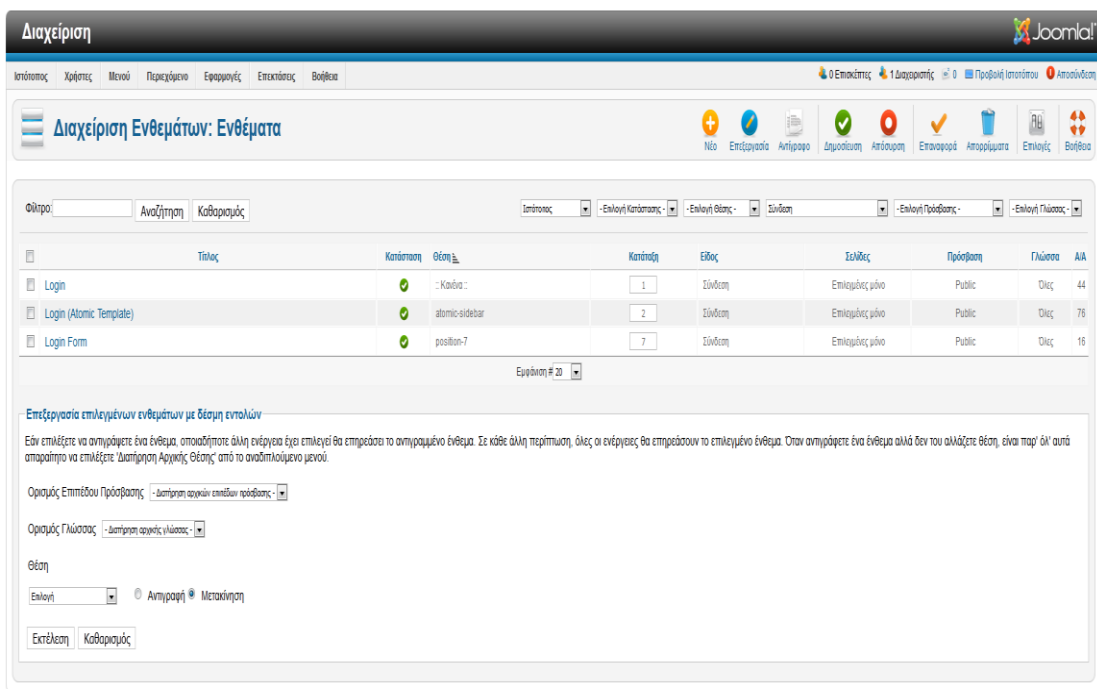 Διαχείριση
Joomla!
Ιστότοπος Χρήστες Μενού Περιεχόμενο Εφαρμογές Επεκτάσεις Βοήθεια
0 Επισκέπτες 1 Διαχειριστής 0 Προβολή Ιστοτόπου Αποσύνδεση
Διαχείριση Ενθεμάτων: Ενθέματα
Νέο Επεξεργασία Αντίγραφο Δημοσίευση Απόσυρση Επαναφορά Απορρίμματα Επιλογές Βοήθεια
Φίλτρο: Αναζήτηση Καθαρισμός Ιστότοπος - Επιλογή Κατάστασης - - Επιλογή Θέσης - Σύνδεση - Επιλογή Πρόσβασης - - Επιλογή Γλώσσας -
Τίτλος Κατάσταση Θέση Κατάταξη Είδος Σελίδες Πρόσβαση Γλώσσα Α/Α
Login :: Κανένα :: 1 Σύνδεση Επιλεγμένες μόνο Public Όλες 44
Login (Atomic Template) atomic-sidebar 2 Σύνδεση Επιλεγμένες μόνο Public Όλες 76
Login Form position-7 7 Σύνδεση Επιλεγμένες μόνο Public Όλες 16
Εμφάνιση # 20
Επεξεργασία επιλεγμένων ενθεμάτων με δέσμη εντολών
Εάν επιλέξετε να αντιγράψετε ένα ένθεμα, οποιαδήποτε άλλη ενέργεια έχει επιλεγεί θα επηρεάσει το αντιγραμμένο ένθεμα. Σε κάθε άλλη περίπτωση, όλες οι ενέργειες θα επηρεάσουν το επιλεγμένο ένθεμα. Όταν αντιγράφετε ένα ένθεμα αλλά δεν του αλλάζετε θέση, είναι παρ' όλ' αυτά
απαραίτητο να επιλέξετε 'Διατήρηση Αρχικής Θέσης' από το αναδιπλούμενο μενού.
Ορισμός Επιπέδου Πρόσβασης - Διατήρηση αρχικών επιπέδων πρόσβασης -
Ορισμός Γλώσσας - Διατήρηση αρχικής γλώσσας -
Θέση
Επιλογή Αντιγραφή Μετακίνηση
Εκτέλεση Καθαρισμός